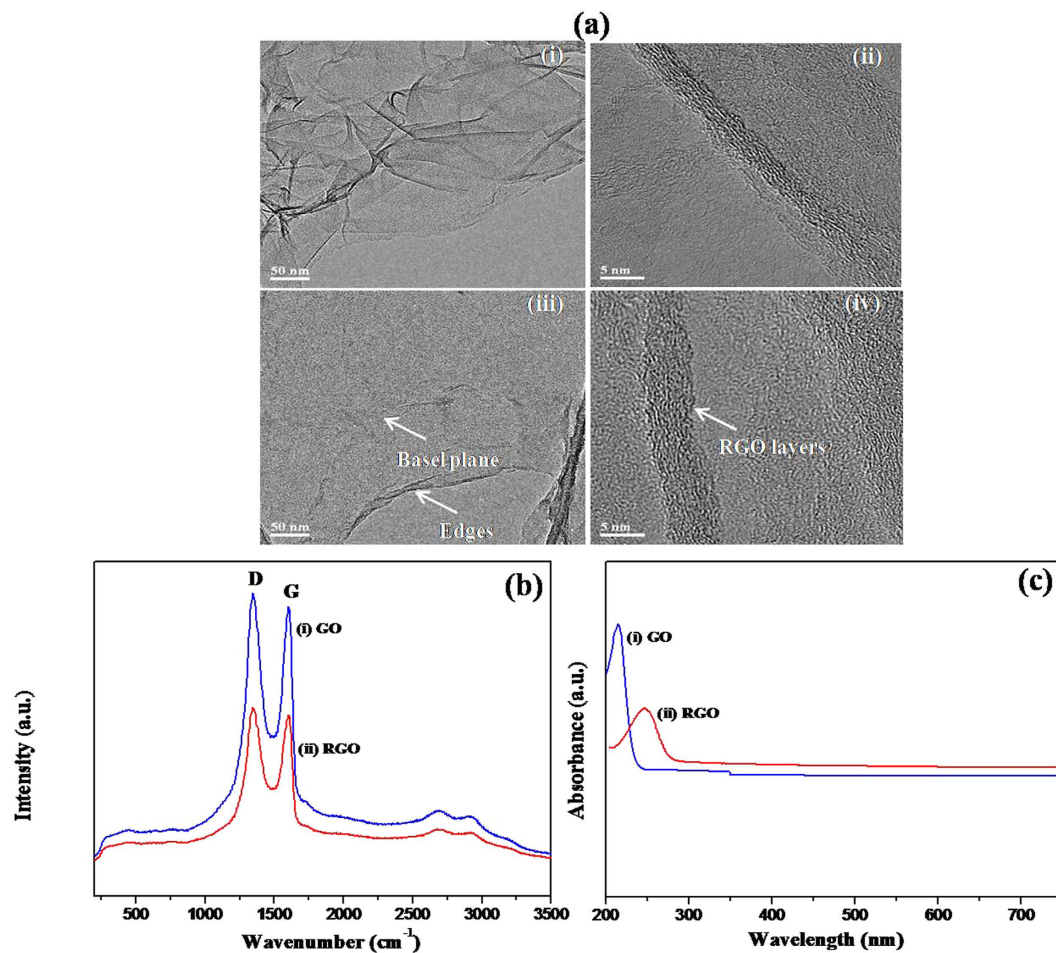 (a)
(i)
50 nm
(ii)
5 nm
(iii)
Basel plane
Edges
50 nm
(iv)
RGO layers
5 nm
(b)
D
G
(i) GO
(ii) RGO
Intensity (a.u.)
500 1000 1500 2000 2500 3000 3500
Wavenumber (cm⁻¹)
(c)
(i) GO
(ii) RGO
Absorbance (a.u.)
200 300 400 500 600 700
Wavelength (nm)